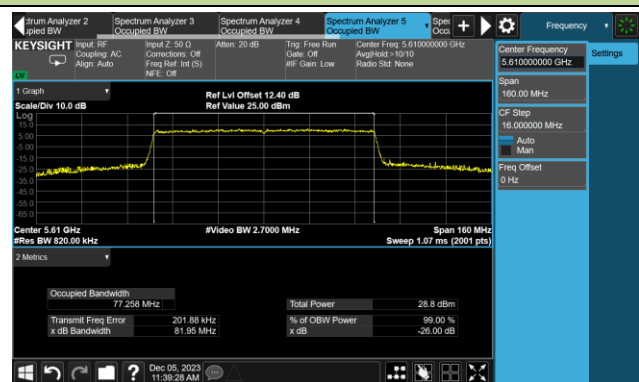 ctrum Analyzer 2
upied BW
Spectrum Analyzer 3
Occupied BW
Spectrum Analyzer 4
Occupied BW
Spectrum Analyzer 5
Occupied BW
Spec
Occu
+
Frequency
KEYSIGHT
Input: RF
Coupling: AC
Align: Auto
Input Z: 50 Ω
Corrections: Off
Freq Ref: Int (S)
NFE: Off
Atten: 20 dB
Trig: Free Run
Gate: Off
#IF Gain: Low
Center Freq: 5.610000000 GHz
Avg|Hold:>10/10
Radio Std: None
Center Frequency
5.610000000 GHz
Settings
Span
160.00 MHz
CF Step
16.000000 MHz
Auto
Man
Freq Offset
0 Hz
1 Graph
Scale/Div 10.0 dB
Ref Lvl Offset 12.40 dB
Ref Value 25.00 dBm
Log
15.0
5.00
-5.00
-15.0
-25.0
-35.0
-45.0
-55.0
-65.0
Center 5.61 GHz
#Res BW 820.00 kHz
#Video BW 2.7000 MHz
Span 160 MHz
Sweep 1.07 ms (2001 pts)
2 Metrics
Occupied Bandwidth
77.258 MHz
Total Power 28.8 dBm
Transmit Freq Error 201.88 kHz
% of OBW Power 99.00 %
x dB Bandwidth 81.95 MHz
x dB -26.00 dB
?
Dec 05, 2023
11:39:28 AM